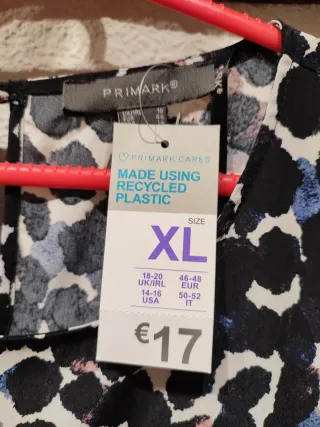 PRIMARK®
PRIMARK CARES
MADE USING
RECYCLED
PLASTIC
SIZE
XL
18-20
UK/IRL
46-48
EUR
14-16
USA
50-52
IT
€17